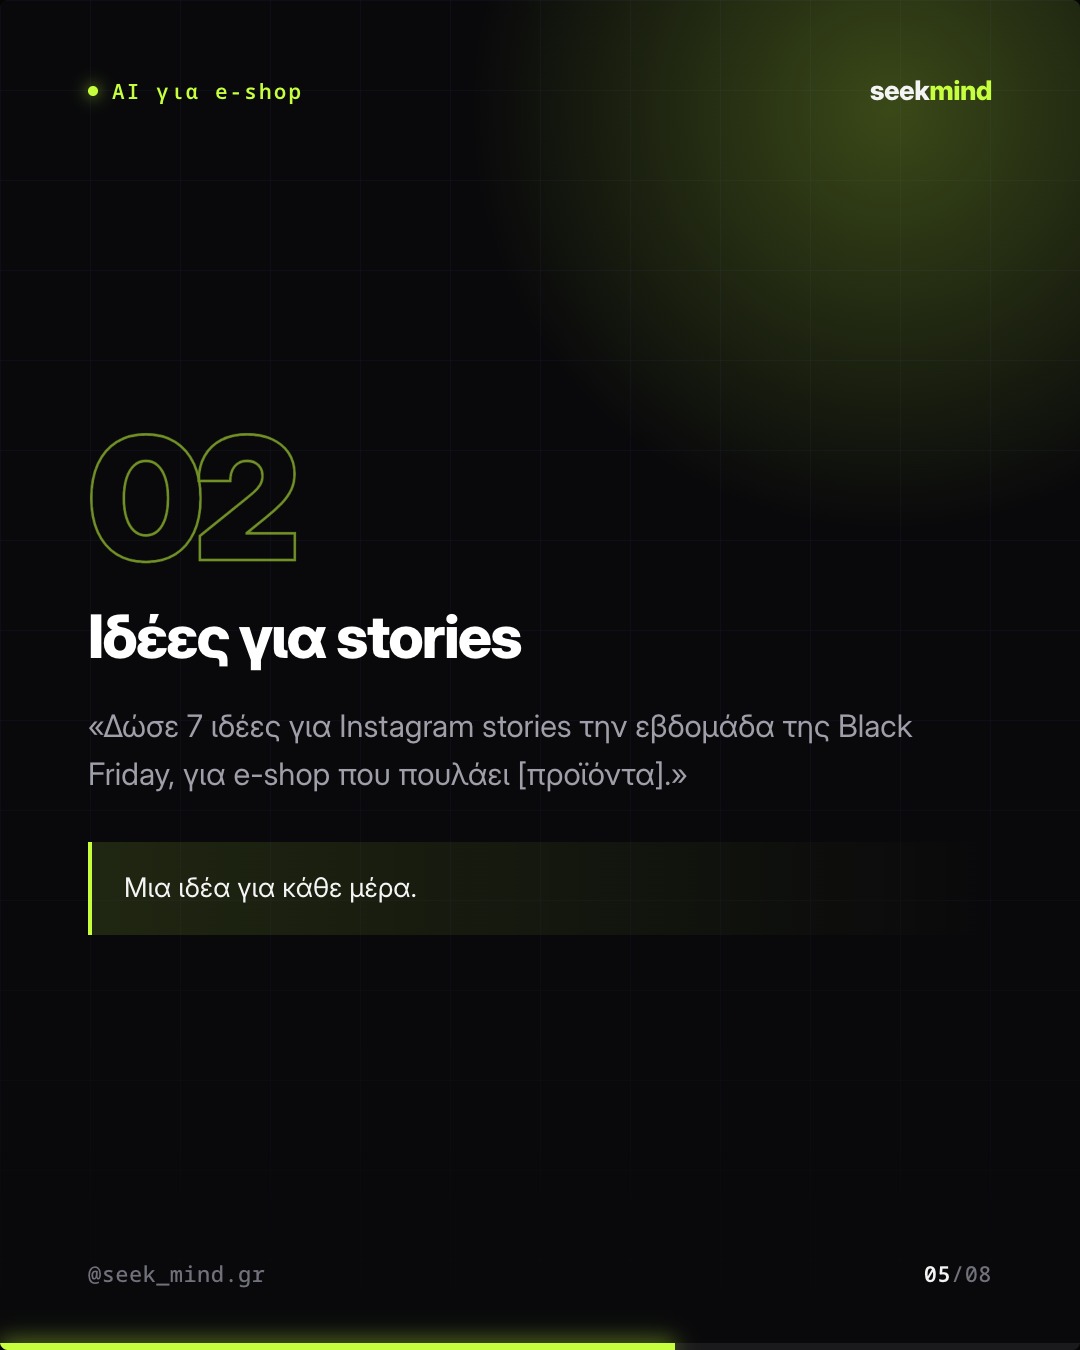 AI για e-shop
seekmind
02
Ιδέες για stories
«Δώσε 7 ιδέες για Instagram stories την εβδομάδα της Black
Friday, για e-shop που πουλάει [προϊόντα].»
Μια ιδέα για κάθε μέρα.
@seek_mind.gr
05/08